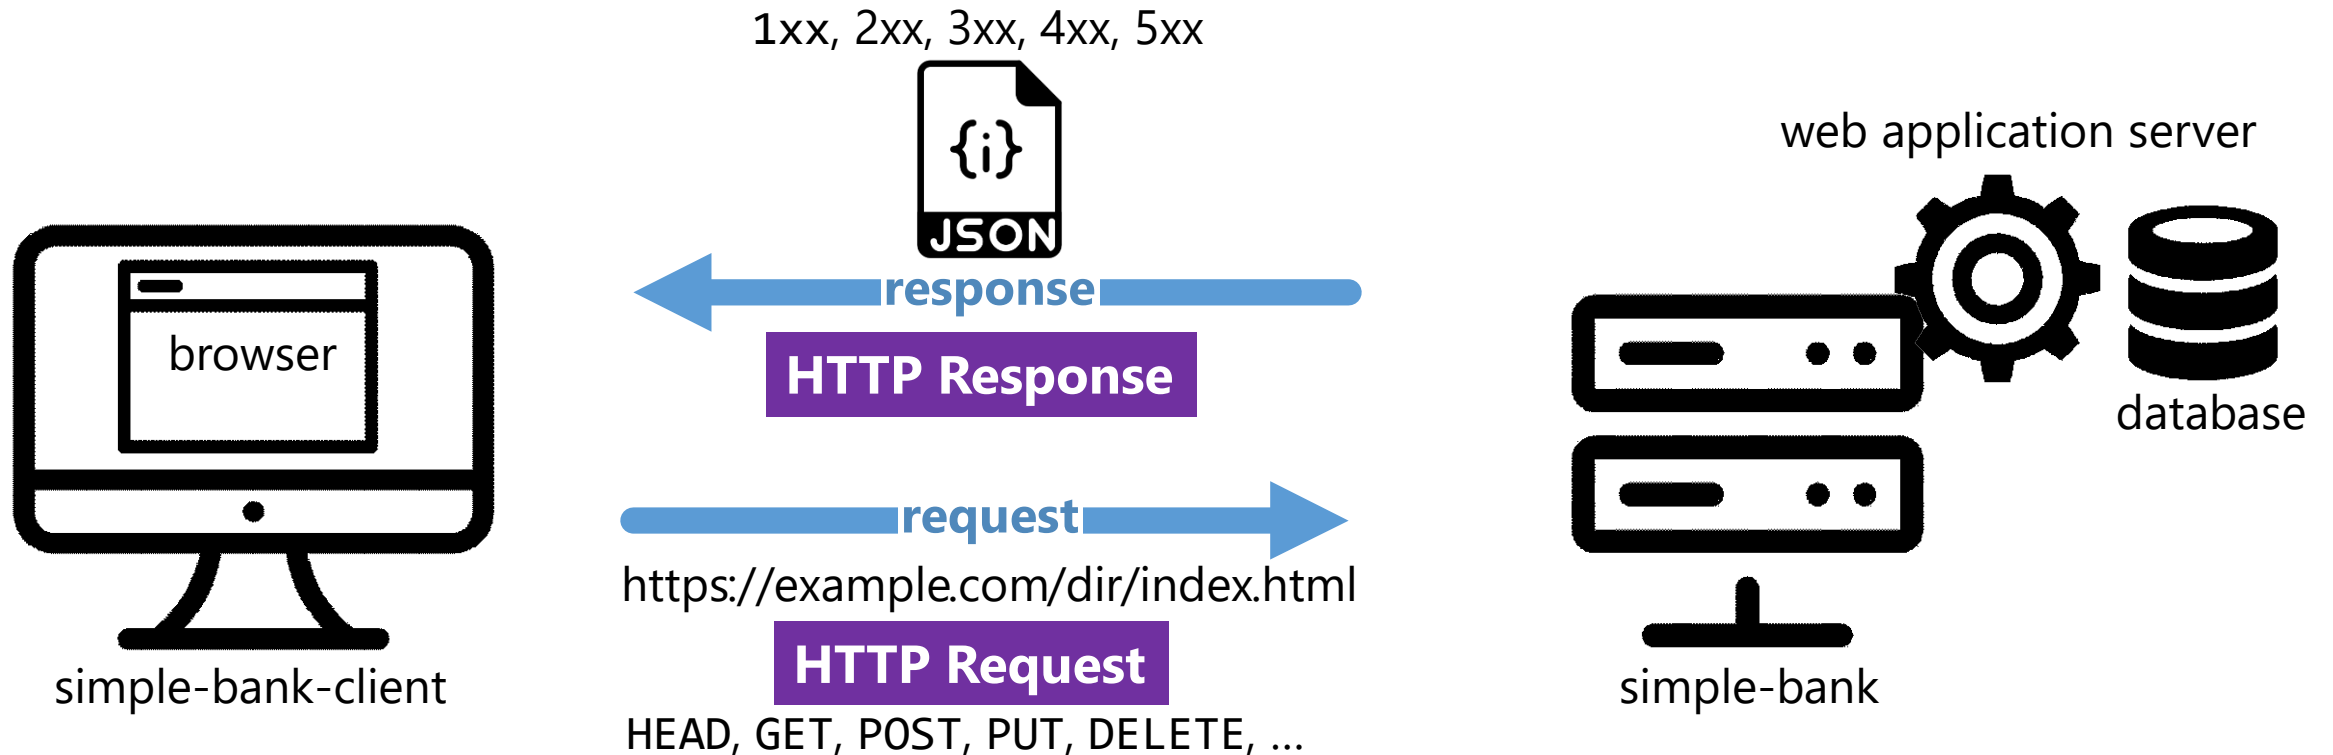 1xx, 2xx, 3xx, 4xx, 5xx
{i}
JSON
web application server
response
browser
HTTP Response
database
request
https://example.com/dir/index.html
HTTP Request
simple-bank-client
simple-bank
HEAD, GET, POST, PUT, DELETE, ...